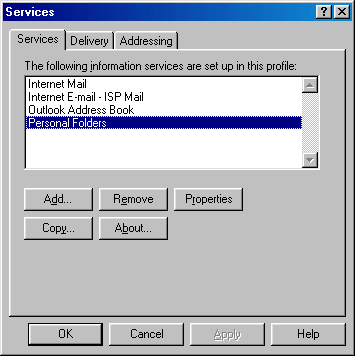 Services
Services Delivery Addressing
The following information services are set up in this profile:
Internet Mail
Internet E-mail - ISP Mail
Outlook Address Book
Personal Folders
Add... Remove Properties
Copy... About...
OK Cancel Apply Help